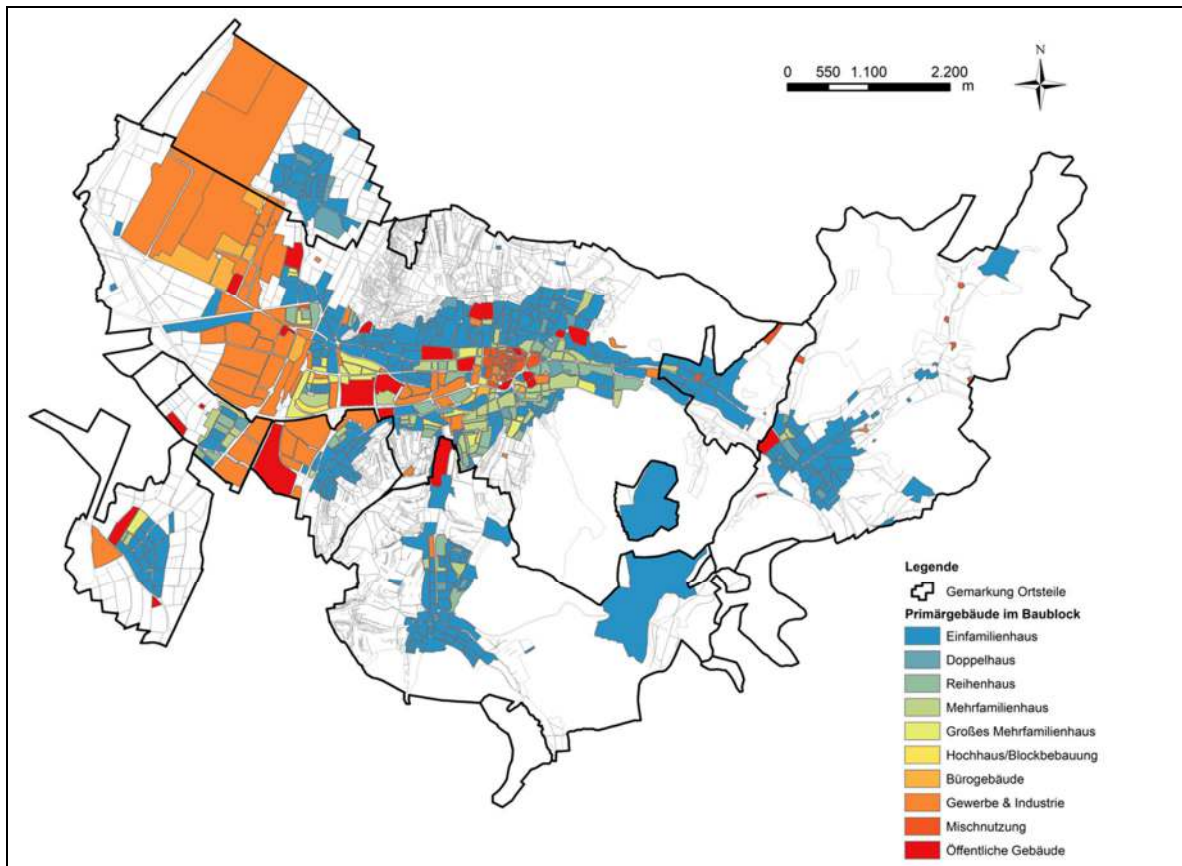 N
0 550 1.100 2.200
m
Legende
Gemarkung Ortsteile
Primärgebäude im Baublock
Einfamilienhaus
Doppelhaus
Reihenhaus
Mehrfamilienhaus
Großes Mehrfamilienhaus
Hochhaus/Blockbebauung
Bürogebäude
Gewerbe & Industrie
Mischnutzung
Öffentliche Gebäude